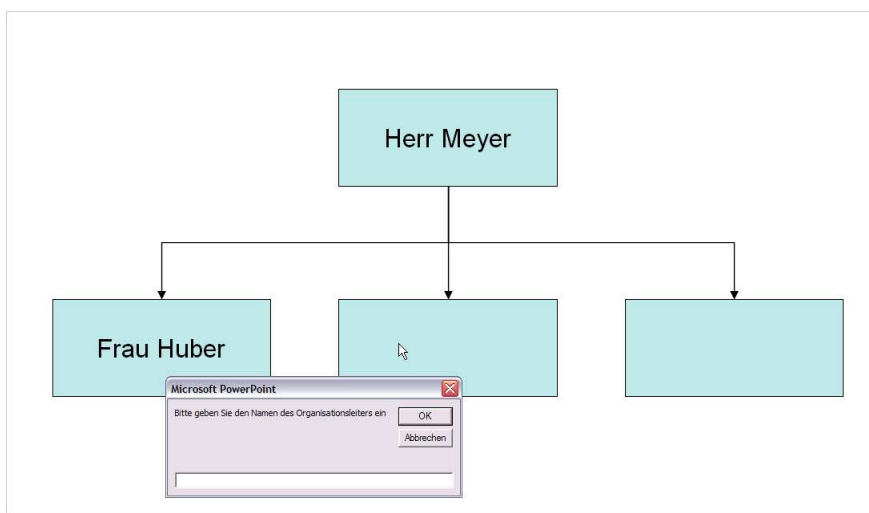 Herr Meyer
Frau Huber
Microsoft PowerPoint
Bitte geben Sie den Namen des Organisationsleiters ein
OK
Abbrechen